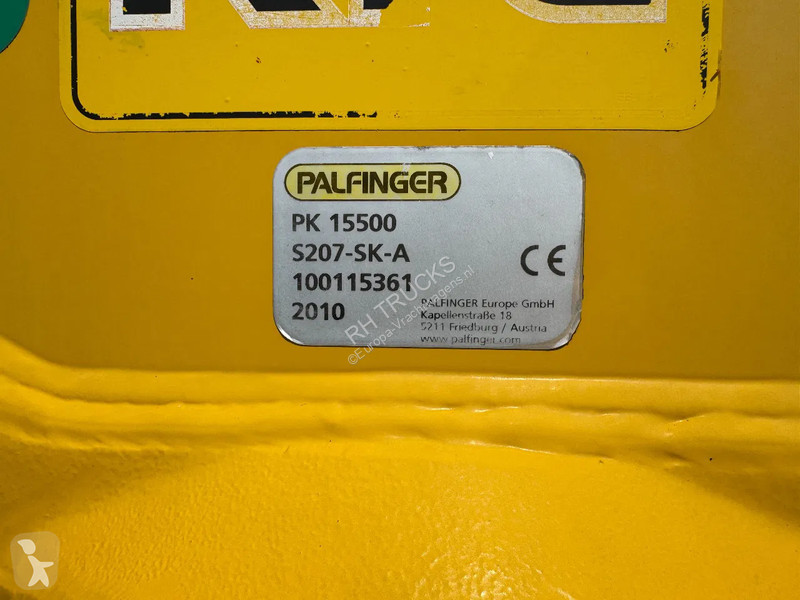 PALFINGER
PK 15500
S207-SK-A
100115361
2010
CE
PALFINGER Europe GmbH
Kapellenstraße 18
5211 Friedburg / Austria
www.palfinger.com
RH TRUCKS
©Europa-Vrachtwagens.nl